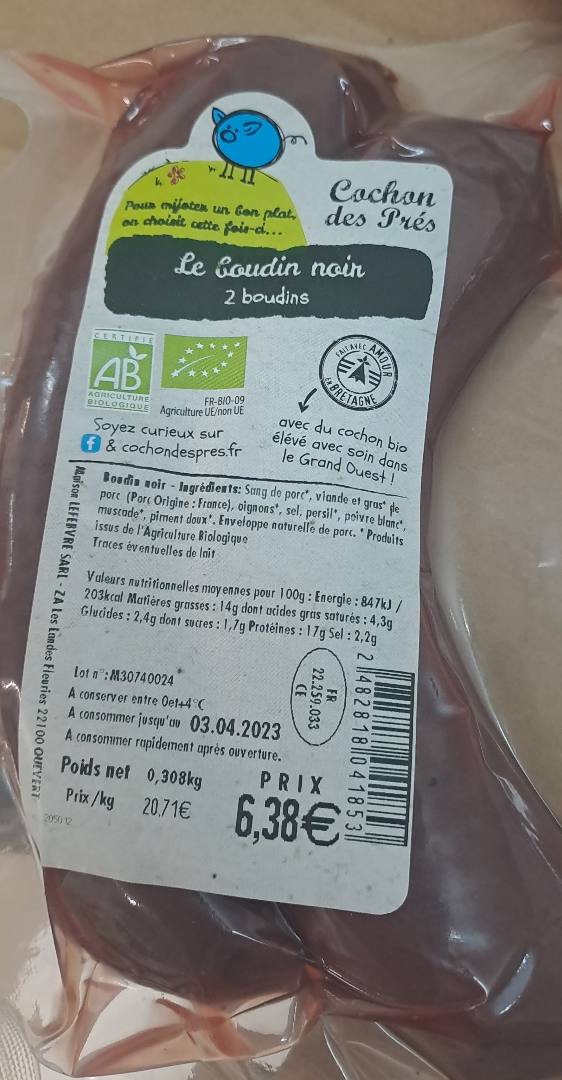 Pour mijoter un bon plat,
on choisit cette fois-ci...
Cochon
des Prés
Le boudin noir
2 boudins
CERTIFIÉ
AB
AGRICULTURE
BIOLOGIQUE
FR-BIO-09
Agriculture UE/non UE
FAIT AVEC AMOUR
EN BRETAGNE
Soyez curieux sur
f & cochondespres.fr
avec du cochon bio
élevé avec soin dans
le Grand Ouest !
Boudin noir - Ingrédients: Sang de porc*, viande et gras* de
porc (Porc Origine : France), oignons*, sel, persil*, poivre blanc*,
muscade*, piment doux*. Enveloppe naturelle de porc. * Produits
issus de l'Agriculture Biologique
Traces éventuelles de lait
Valeurs nutritionnelles moyennes pour 100g : Energie : 847kJ /
203kcal Matières grasses : 14g dont acides gras saturés : 4,3g
Glucides : 2,4g dont sucres : 1,7g Protéines : 17g Sel : 2,2g
Maison LEFEBVRE SARL - ZA Les Landes Fleuries 22100 QUEVERT
Lot n°: M30740024
A conserver entre 0et+4°C
A consommer jusqu'au 03.04.2023
A consommer rapidement après ouverture.
FR
22.259.033
CE
2 482818 041853
Poids net 0,308kg
Prix/kg 20,71€
PRIX
6,38€
2050 12